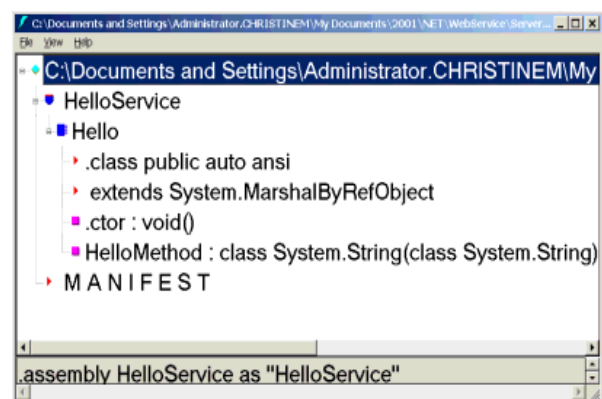 C:\Documents and Settings\Administrator.CHRISTINEM\My Documents\2001\NET\WebService\Server...
File View Help
C:\Documents and Settings\Administrator.CHRISTINEM\My
HelloService
Hello
.class public auto ansi
extends System.MarshalByRefObject
.ctor : void()
HelloMethod : class System.String(class System.String)
M A N I F E S T
.assembly HelloService as "HelloService"